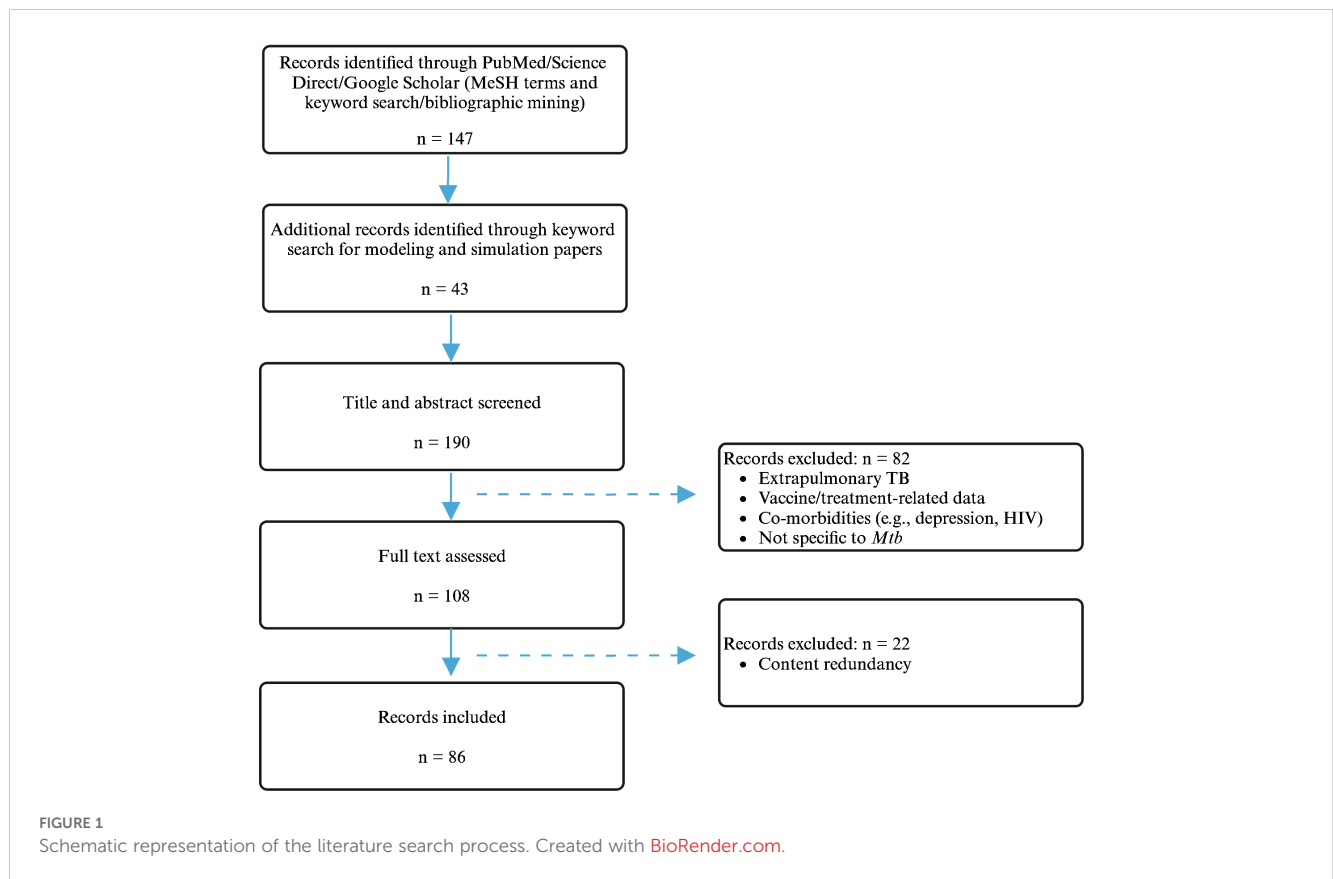 Records identified through PubMed/Science
Direct/Google Scholar (MeSH terms and
keyword search/bibliographic mining)
n = 147
Additional records identified through keyword
search for modeling and simulation papers
n = 43
Title and abstract screened
n = 190
Records excluded: n = 82
• Extrapulmonary TB
• Vaccine/treatment-related data
• Co-morbidities (e.g., depression, HIV)
• Not specific to Mtb
Full text assessed
n = 108
Records excluded: n = 22
• Content redundancy
Records included
n = 86
FIGURE 1
Schematic representation of the literature search process. Created with BioRender.com.